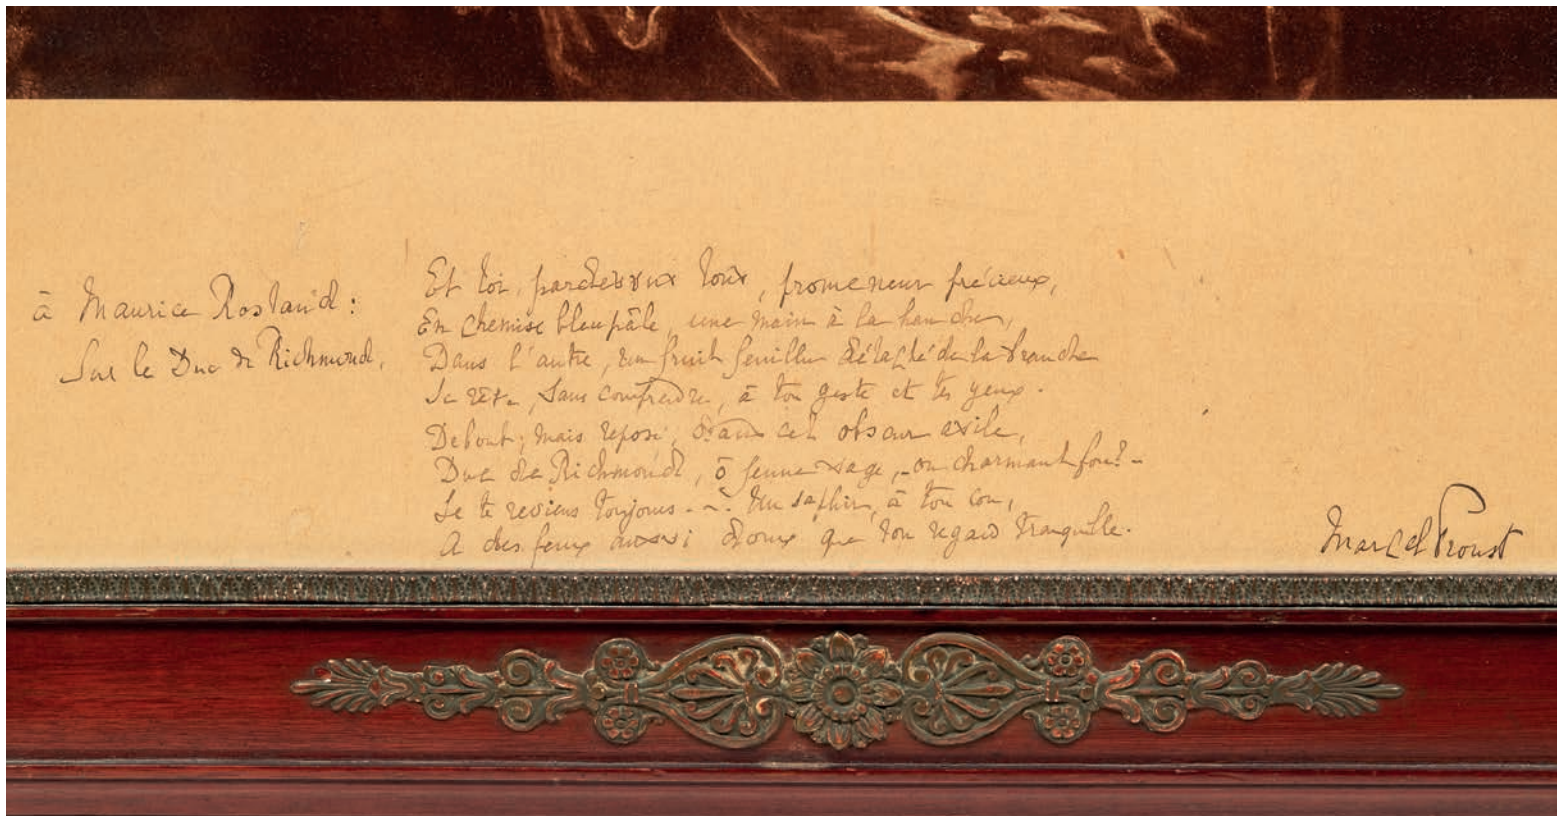 à Maurice Rostand :
Sur le Duc de Richmond.
Et toi, par dessus tout, promeneur précieux,
En chemise bleu pâle, une main à la hanche,
Dans l'autre, un fruit feuillu détaché de la branche
Je rêve, sans comprendre, à ton geste et tes yeux.
Debout, mais reposé, dans cet obscur asile,
Duc de Richmond, ô jeune sage, - ou charmant fou? -
Je te reviens toujours - . Un saphir, à ton cou,
A des feux aussi doux que ton regard tranquille.
Marcel Proust